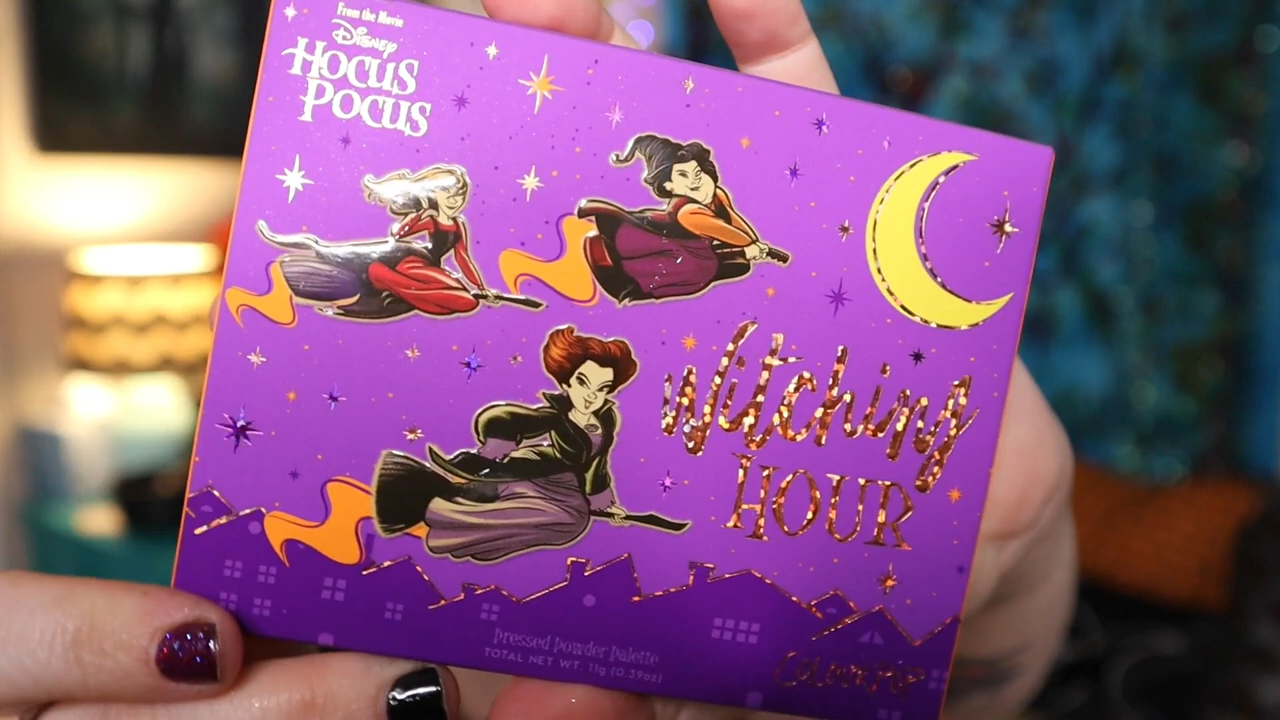 From the Movie
Disney
HOCUS
POCUS
Witching
HOUR
Pressed Powder Palette
TOTAL NET WT. 11g (0.39oz)
ColourPop